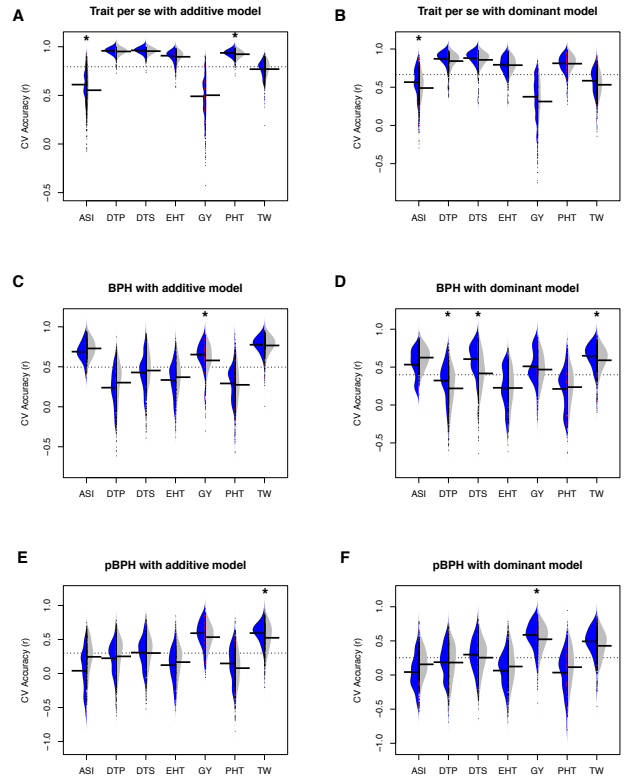 A
Trait per se with additive model
*
*
CV Accuracy (r)
1.0
0.5
0.0
−0.5
ASI DTP DTS EHT GY PHT TW
B
Trait per se with dominant model
*
CV Accuracy (r)
1.0
0.5
0.0
−0.5
ASI DTP DTS EHT GY PHT TW
C
BPH with additive model
*
CV Accuracy (r)
1.0
0.5
0.0
−0.5
ASI DTP DTS EHT GY PHT TW
D
BPH with dominant model
* * *
CV Accuracy (r)
1.0
0.5
0.0
−0.5
ASI DTP DTS EHT GY PHT TW
E
pBPH with additive model
*
CV Accuracy (r)
1.0
0.5
0.0
−0.5
−1.0
ASI DTP DTS EHT GY PHT TW
F
pBPH with dominant model
*
CV Accuracy (r)
1.0
0.5
0.0
−0.5
−1.0
ASI DTP DTS EHT GY PHT TW